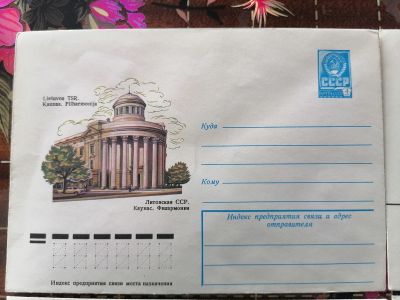 Lietuvos TSR.
Kaunas. Filharmonija
СССР
Куда
Кому
Литовская ССР.
Каунас. Филармония
Индекс предприятия связи и адрес
отправителя
Индекс предприятия связи места назначения